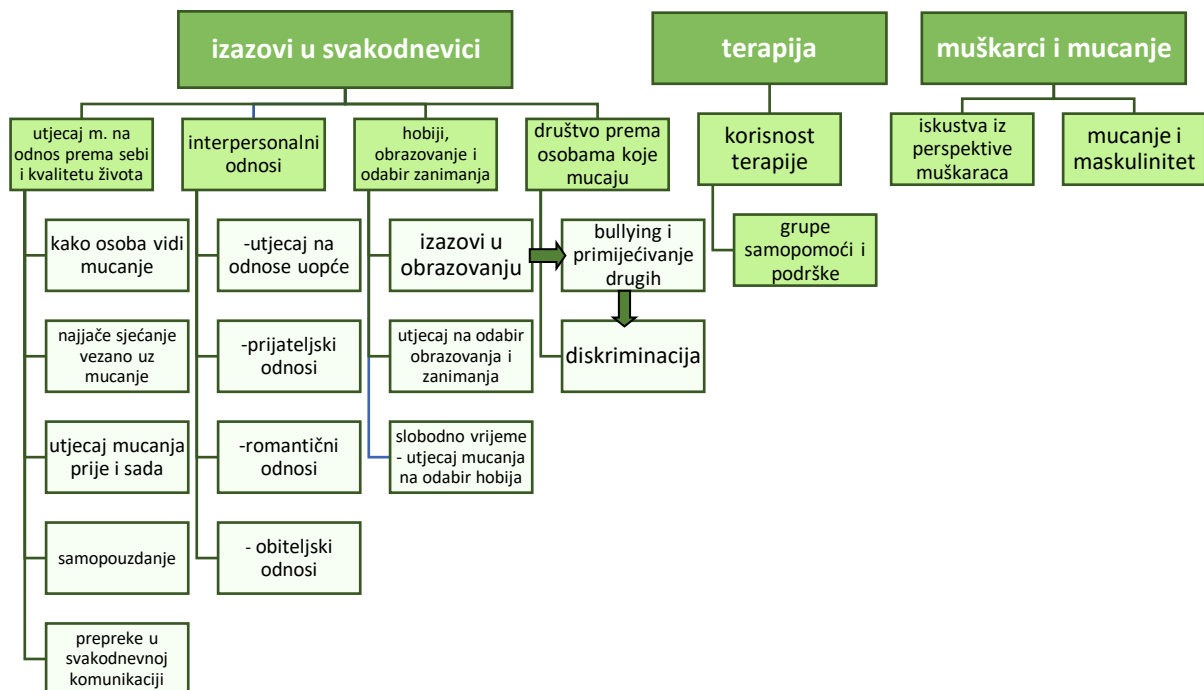 izazovi u svakodnevici
terapija
muškarci i mucanje
utjecaj m. na
odnos prema sebi
i kvalitetu života
interpersonalni
odnosi
hobiji,
obrazovanje i
odabir zanimanja
društvo prema
osobama koje
mucaju
korisnost
terapije
iskustva iz
perspektive
muškaraca
mucanje i
maskulinitet
kako osoba vidi
mucanje
-utjecaj na
odnose uopće
izazovi u
obrazovanju
bullying i
primijećivanje
drugih
grupe
samopomoći i
podrške
najjače sjećanje
vezano uz
mucanje
-prijateljski
odnosi
utjecaj na odabir
obrazovanja i
zanimanja
diskriminacija
utjecaj mucanja
prije i sada
-romantični
odnosi
slobodno vrijeme
- utjecaj mucanja
na odabir hobija
samopouzdanje
- obiteljski
odnosi
prepreke u
svakodnevnoj
komunikaciji